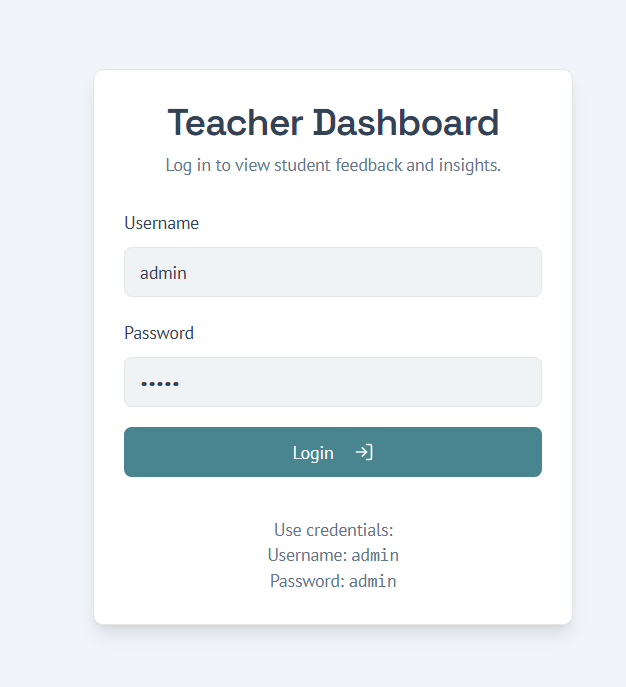 Teacher Dashboard
Log in to view student feedback and insights.
Username
admin
Password
•••••
Login
Use credentials:
Username: admin
Password: admin